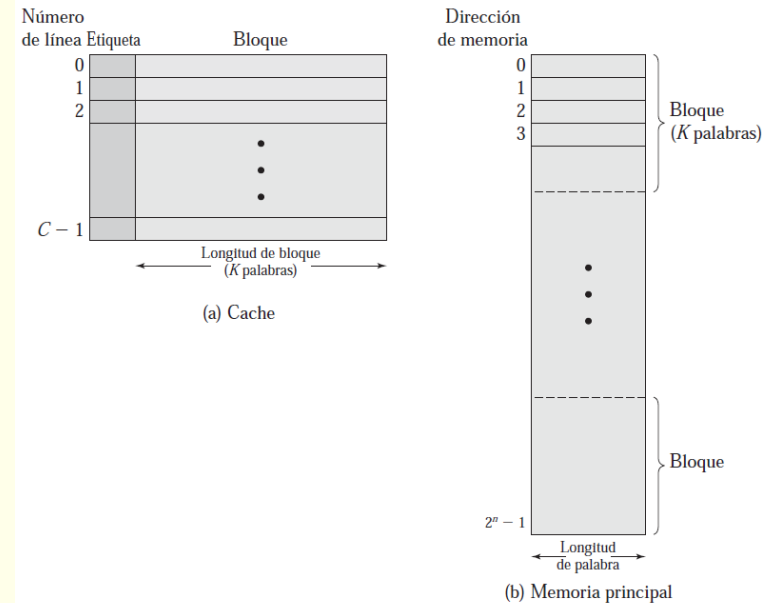 Número
de línea Etiqueta
Bloque
0
1
2
C − 1
Longitud de bloque
(K palabras)
(a) Cache
Dirección
de memoria
0
1
2
3
Bloque
(K palabras)
Bloque
2ⁿ − 1
Longitud
de palabra
(b) Memoria principal